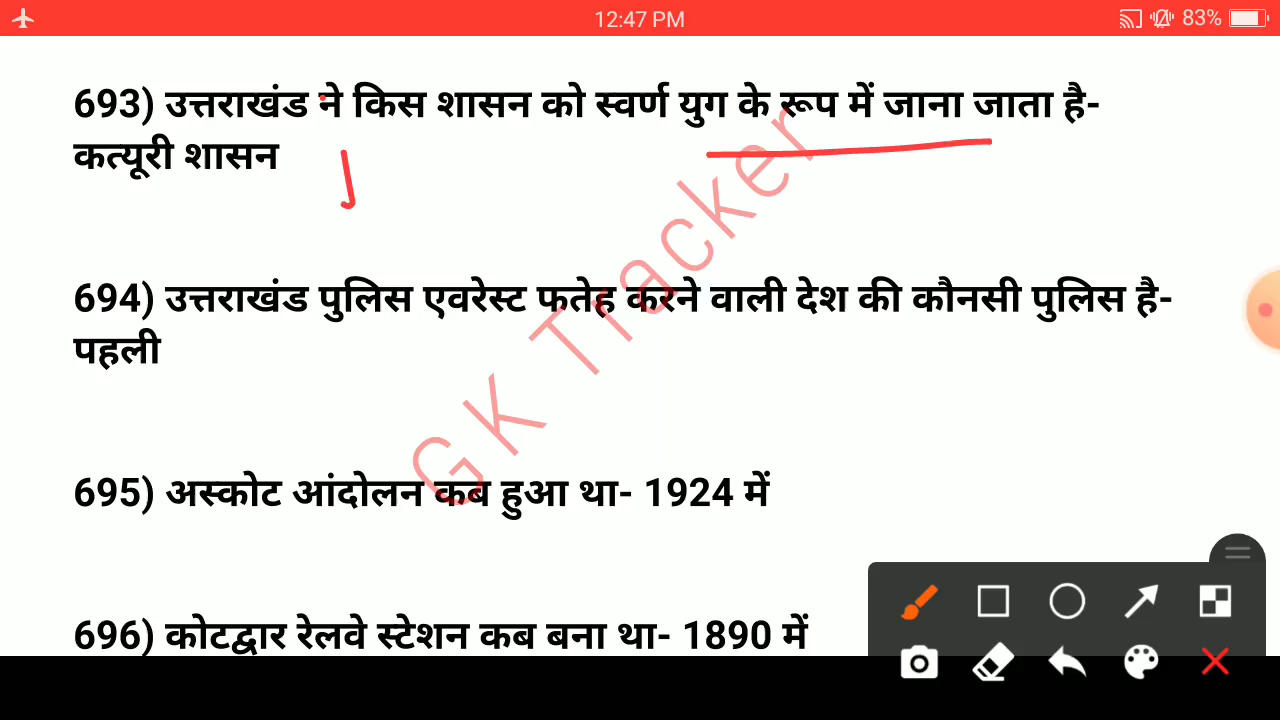 12:47 PM
83%
693) उत्तराखंड ने किस शासन को स्वर्ण युग के रूप में जाना जाता है-
कत्यूरी शासन
694) उत्तराखंड पुलिस एवरेस्ट फतेह करने वाली देश की कौनसी पुलिस है-
पहली
695) अस्कोट आंदोलन कब हुआ था- 1924 में
696) कोटद्वार रेलवे स्टेशन कब बना था- 1890 में
GK Tracker